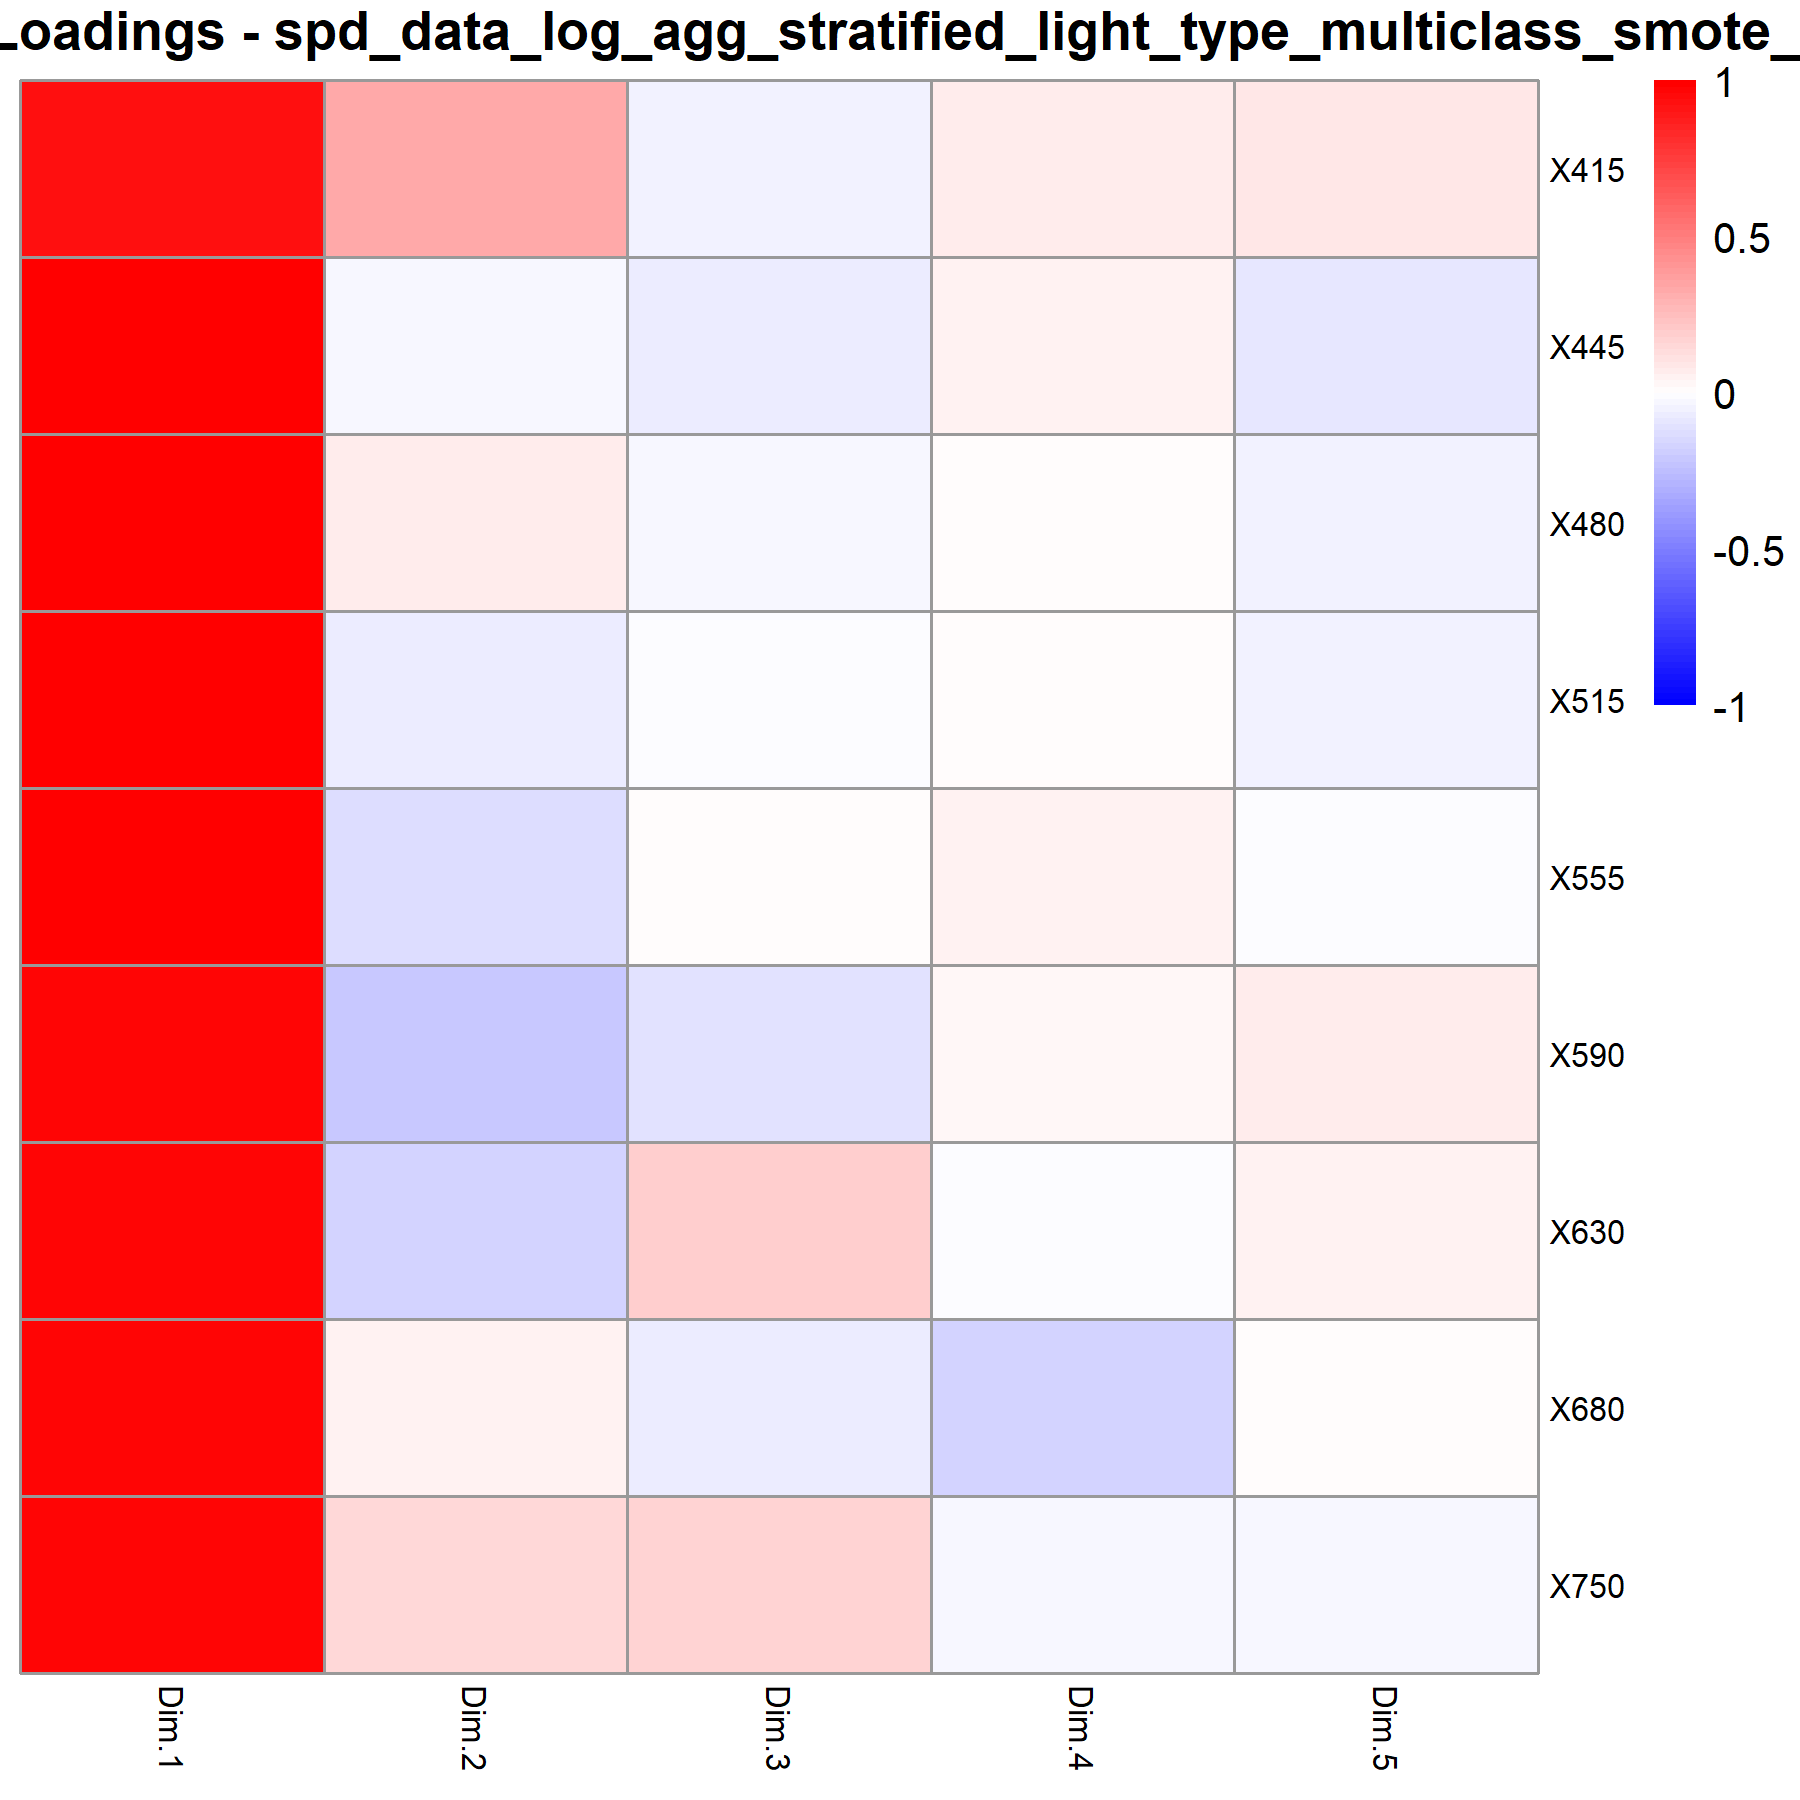 Loadings - spd_data_log_agg_stratified_light_type_multiclass_smote_
1
0.5
0
-0.5
-1
X415
X445
X480
X515
X555
X590
X630
X680
X750
Dim.1
Dim.2
Dim.3
Dim.4
Dim.5